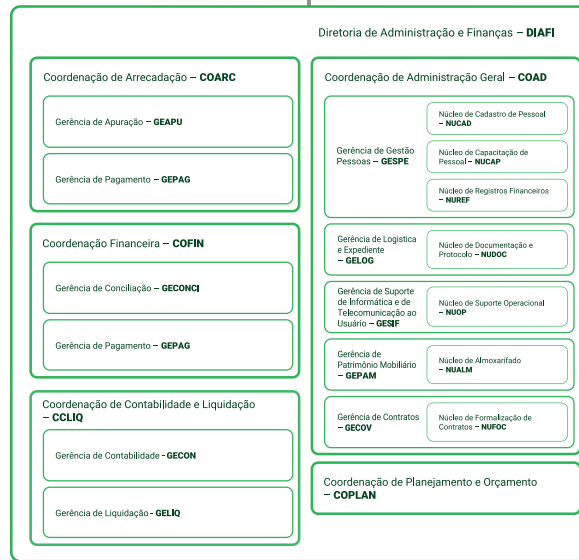 Diretoria de Administração e Finanças – DIAFI
Coordenação de Arrecadação – COARC
Gerência de Apuração – GEAPU
Gerência de Pagamento – GEPAG
Coordenação Financeira – COFIN
Gerência de Conciliação – GECONCI
Gerência de Pagamento – GEPAG
Coordenação de Contabilidade e Liquidação
– CCLIQ
Gerência de Contabilidade - GECON
Gerência de Liquidação - GELIQ
Coordenação de Administração Geral – COAD
Gerência de Gestão
Pessoas – GESPE
Núcleo de Cadastro de Pessoal
– NUCAD
Núcleo de Capacitação de
Pessoal – NUCAP
Núcleo de Registros Financeiros
– NUREF
Gerência de Logistica
e Expediente
– GELOG
Núcleo de Documentação e
Protocolo – NUDOC
Gerência de Suporte
de Informática e de
Telecomunicação ao
Usuário – GESIF
Núcleo de Suporte Operacional
– NUOP
Gerência de
Patrimônio Mobiliário
– GEPAM
Núcleo de Almoxarifado
– NUALM
Gerência de Contratos
– GECOV
Núcleo de Formalização de
Contratos – NUFOC
Coordenação de Planejamento e Orçamento
– COPLAN